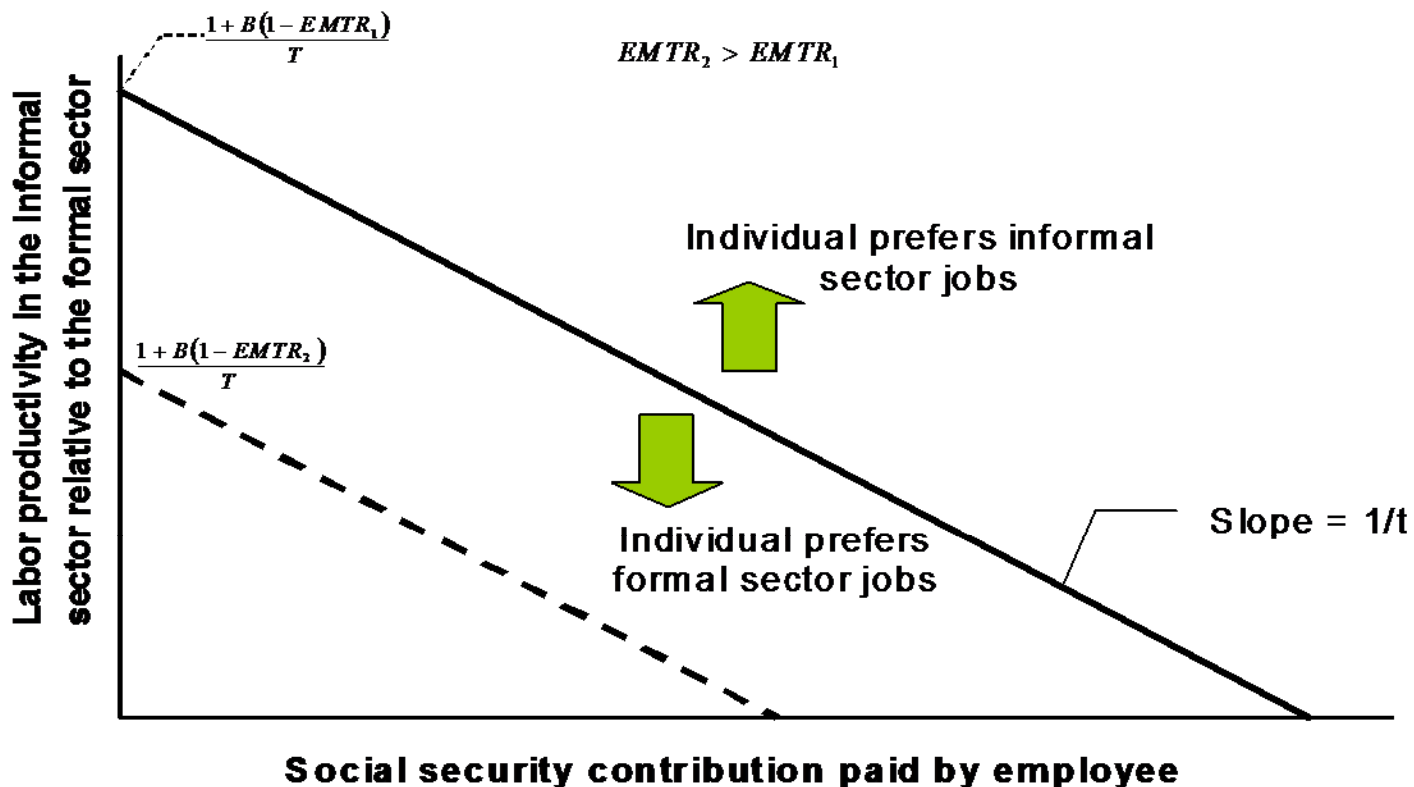 1 + B(1 - EMTR₁)
T
EMTR₂ > EMTR₁
Labor productivity in the Informal
sector relative to the formal sector
Individual prefers informal
sector jobs
1 + B(1 - EMTR₂)
T
Individual prefers
formal sector jobs
Slope = 1/t
Social security contribution paid by employee